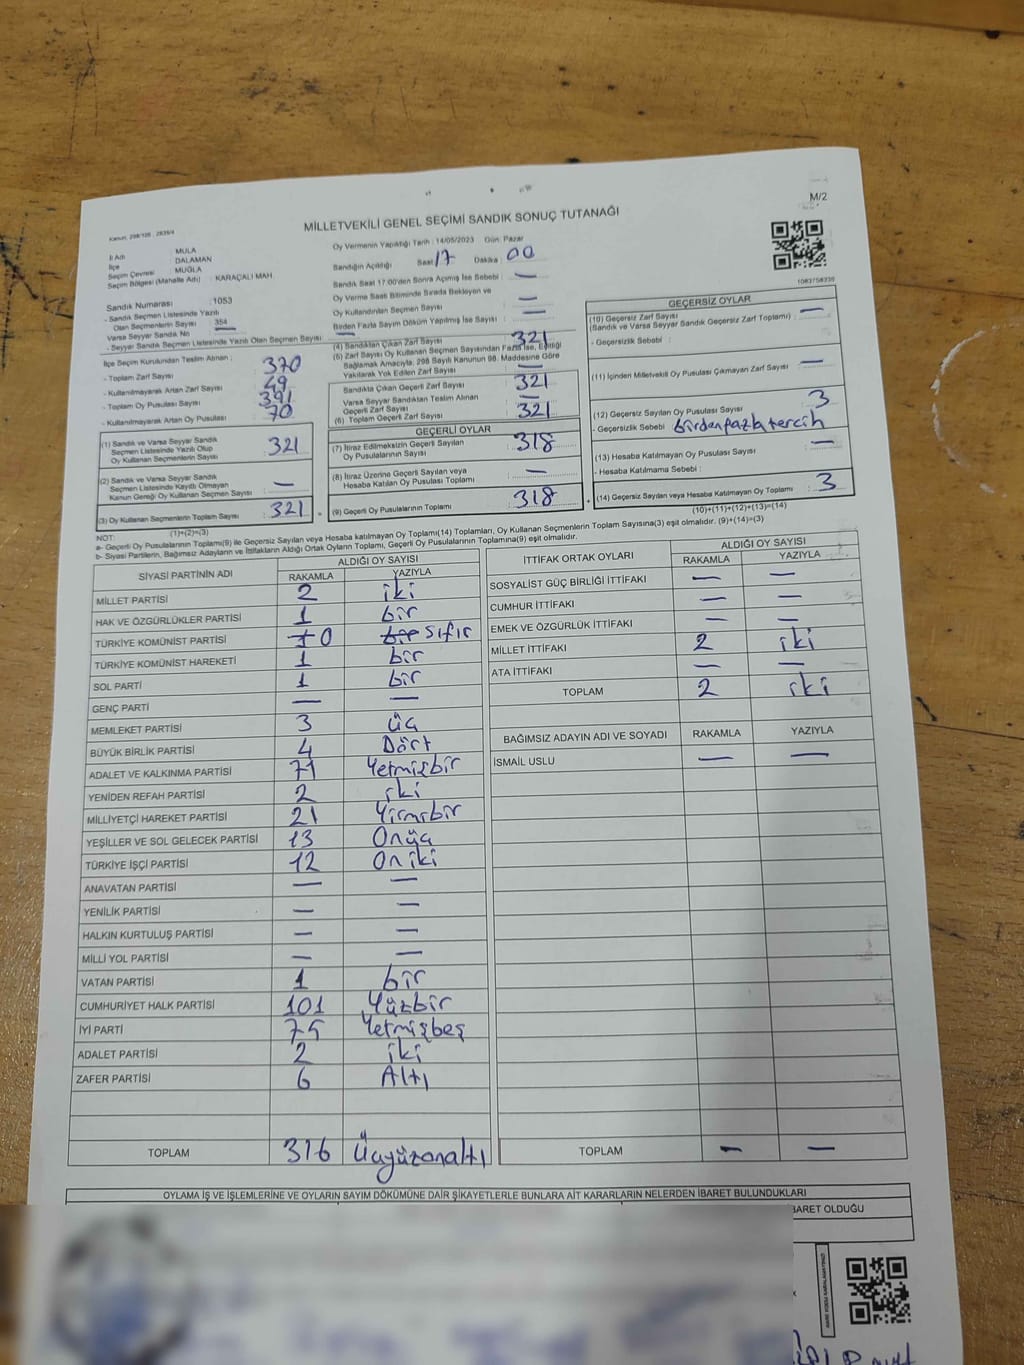 M/2
MİLLETVEKİLİ GENEL SEÇİMİ SANDIK SONUÇ TUTANAĞI
İl Adı : MULA
İlçe : DALAMAN
Seçim Çevresi : MUĞLA
Seçim Bölgesi (Mahalle Adı) : KARAÇALI MAH.
Sandık Numarası : 1053
- Sandık Seçmen Listesinde Yazılı
Olan Seçmenlerin Sayısı : 354
Varsa Seyyar Sandık No
- Seyyar Sandık Seçmen Listesinde Yazılı Olan Seçmen Sayısı : —
İlçe Seçim Kurulundan Teslim Alınan ;
- Toplam Zarf Sayısı : 370
- Kullanılmayarak Artan Zarf Sayısı : 49
- Toplam Oy Pusulası Sayısı : 391
- Kullanılmayarak Artan Oy Pusulası : 70
(1) Sandık ve Varsa Seyyar Sandık
Seçmen Listesinde Yazılı Olup
Oy Kullanan Seçmenlerin Sayısı : 321
(2) Sandık ve Varsa Seyyar Sandık
Seçmen Listesinde Kaydı Olmayan
Kanun Gereği Oy Kullanan Seçmen Sayısı : —
(3) Oy Kullanan Seçmenlerin Toplam Sayısı : 321
(1)+(2)=(3)
Oy Vermenin Yapıldığı Tarih : 14/05/2023 Gün: Pazar
Sandığın Açıldığı Saat : 17 Dakika : 00
Sandık Saat 17:00'den Sonra Açılmış İse Sebebi : —
Oy Verme Saati Bitiminde Sırada Bekleyen ve
Oy Kullandırılan Seçmen Sayısı : —
Birden Fazla Sayım Döküm Yapılmış İse Sayısı : —
(4) Sandıktan Çıkan Zarf Sayısı : 321
(5) Zarf Sayısı Oy Kullanan Seçmen Sayısından Fazla İse, Eşitliği
Sağlamak Amacıyla, 298 Sayılı Kanunun 98. Maddesine Göre
Yakılarak Yok Edilen Zarf Sayısı : —
Sandıkta Çıkan Geçerli Zarf Sayısı : 321
Varsa Seyyar Sandıktan Teslim Alınan
Geçerli Zarf Sayısı : —
(6) Toplam Geçerli Zarf Sayısı : 321
GEÇERLİ OYLAR
(7) İtiraz Edilmeksizin Geçerli Sayılan
Oy Pusulalarının Sayısı : 318
(8) İtiraz Üzerine Geçerli Sayılan veya
Hesaba Katılan Oy Pusulası Toplamı : —
(9) Geçerli Oy Pusulalarının Toplamı : 318
GEÇERSİZ OYLAR
(10) Geçersiz Zarf Sayısı
(Sandık ve Varsa Seyyar Sandık Geçersiz Zarf Toplamı) : —
- Geçersizlik Sebebi :
(11) İçinden Milletvekili Oy Pusulası Çıkmayan Zarf Sayısı : —
(12) Geçersiz Sayılan Oy Pusulası Sayısı : 3
- Geçersizlik Sebebi : birden fazla tercih
(13) Hesaba Katılmayan Oy Pusulası Sayısı : —
- Hesaba Katılmama Sebebi :
(14) Geçersiz Sayılan veya Hesaba Katılmayan Oy Toplamı : 3
(10)+(11)+(12)+(13)=(14)
NOT:
a- Geçerli Oy Pusulalarının Toplamı(9) ile Geçersiz Sayılan veya Hesaba katılmayan Oy Toplamı(14) Toplamları, Oy Kullanan Seçmenlerin Toplam Sayısına(3) eşit olmalıdır. (9)+(14)=(3)
b- Siyasi Partilerin, Bağımsız Adayların ve İttifakların Aldığı Ortak Oyların Toplamı, Geçerli Oy Pusulalarının Toplamına(9) eşit olmalıdır.
SİYASİ PARTİNİN ADI ALDIĞI OY SAYISI
RAKAMLA YAZIYLA
MİLLET PARTİSİ 2 iki
HAK VE ÖZGÜRLÜKLER PARTİSİ 1 bir
TÜRKİYE KOMÜNİST PARTİSİ 1 0 bir sıfır
TÜRKİYE KOMÜNİST HAREKETİ 1 bir
SOL PARTİ 1 bir
GENÇ PARTİ — —
MEMLEKET PARTİSİ 3 üç
BÜYÜK BİRLİK PARTİSİ 4 Dört
ADALET VE KALKINMA PARTİSİ 71 Yetmişbir
YENİDEN REFAH PARTİSİ 2 iki
MİLLİYETÇİ HAREKET PARTİSİ 21 Yirmibir
YEŞİLLER VE SOL GELECEK PARTİSİ 13 Onüç
TÜRKİYE İŞÇİ PARTİSİ 12 Oniki
ANAVATAN PARTİSİ — —
YENİLİK PARTİSİ — —
HALKIN KURTULUŞ PARTİSİ — —
MİLLİ YOL PARTİSİ — —
VATAN PARTİSİ 1 bir
CUMHURİYET HALK PARTİSİ 101 Yüzbir
İYİ PARTİ 75 Yetmişbeş
ADALET PARTİSİ 2 iki
ZAFER PARTİSİ 6 Altı
TOPLAM 316 Üçyüzonaltı
İTTİFAK ORTAK OYLARI ALDIĞI OY SAYISI
RAKAMLA YAZIYLA
SOSYALİST GÜÇ BİRLİĞİ İTTİFAKI — —
CUMHUR İTTİFAKI — —
EMEK VE ÖZGÜRLÜK İTTİFAKI — —
MİLLET İTTİFAKI 2 iki
ATA İTTİFAKI — —
TOPLAM 2 iki
BAĞIMSIZ ADAYIN ADI VE SOYADI RAKAMLA YAZIYLA
İSMAİL USLU — —
TOPLAM — —
OYLAMA İŞ VE İŞLEMLERİNE VE OYLARIN SAYIM DÖKÜMÜNE DAİR ŞİKAYETLERLE BUNLARA AİT KARARLARIN NELERDEN İBARET BULUNDUKLARI
BARET OLDUĞU